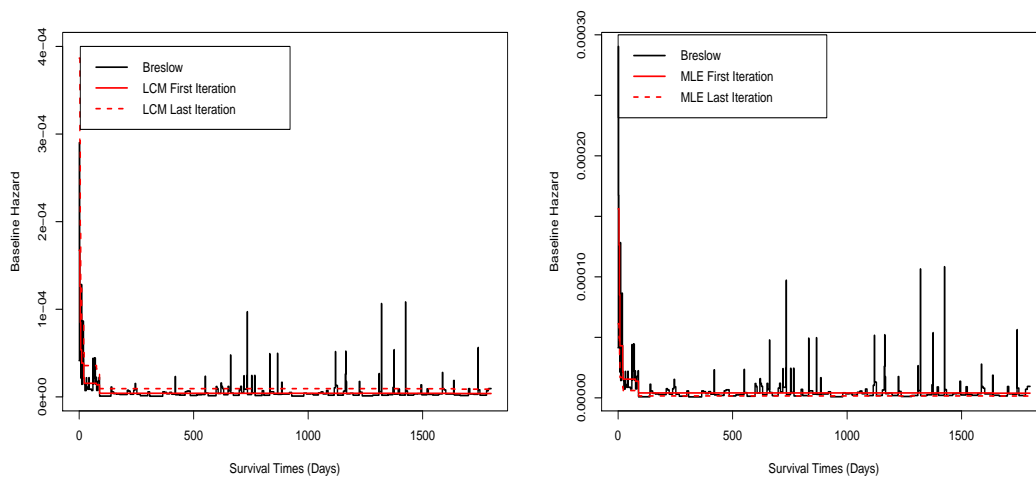 Breslow
LCM First Iteration
LCM Last Iteration
Baseline Hazard
0e+00
1e-04
2e-04
3e-04
4e-04
0
500
1000
1500
Survival Times (Days)
Breslow
MLE First Iteration
MLE Last Iteration
Baseline Hazard
0.00000
0.00010
0.00020
0.00030
0
500
1000
1500
Survival Times (Days)